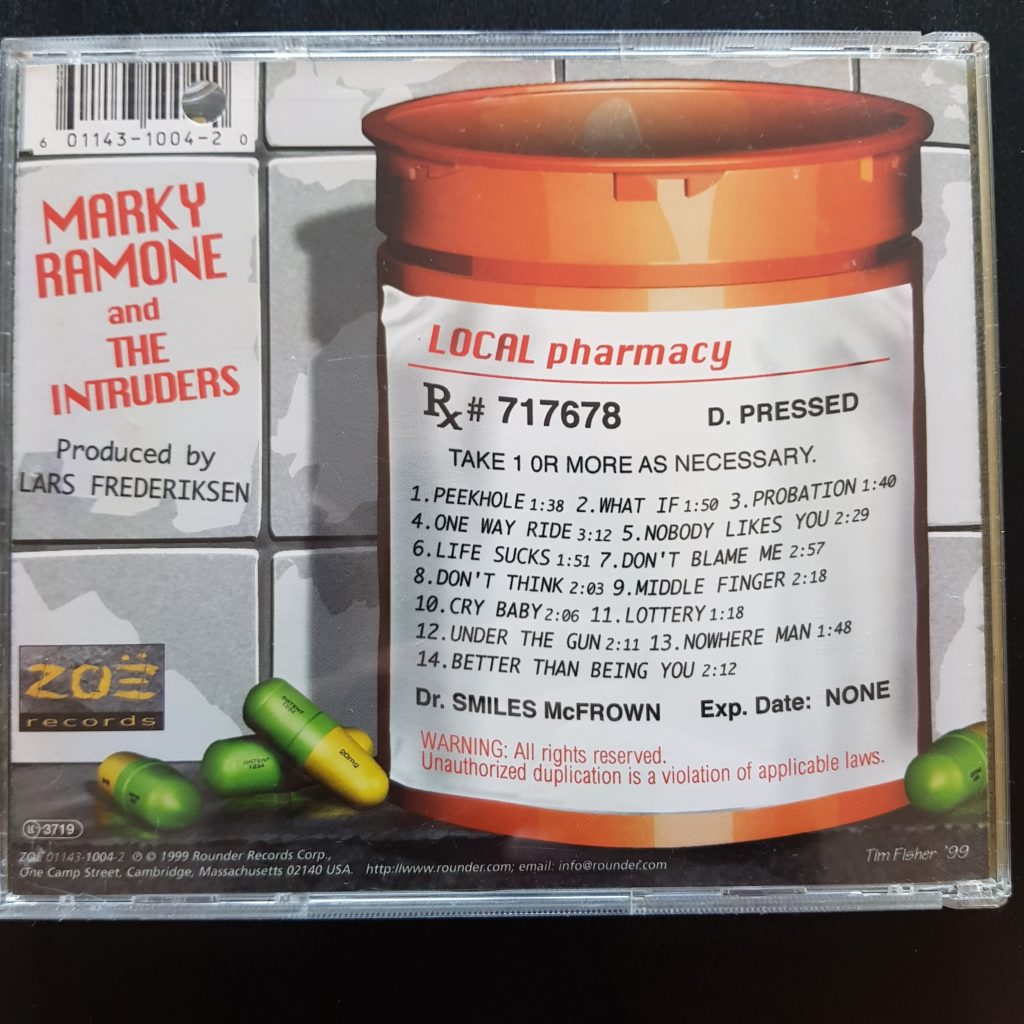 6 01143-1004-2 0
MARKY
RAMONE
and
THE
INTRUDERS
Produced by
LARS FREDERIKSEN
LOCAL pharmacy
Rx# 717678 D. PRESSED
TAKE 1 OR MORE AS NECESSARY.
1.PEEKHOLE 1:38 2.WHAT IF 1:50 3.PROBATION 1:40
4.ONE WAY RIDE 3:12 5.NOBODY LIKES YOU 2:29
6.LIFE SUCKS 1:51 7.DON'T BLAME ME 2:57
8.DON'T THINK 2:03 9.MIDDLE FINGER 2:18
10.CRY BABY 2:06 11.LOTTERY 1:18
12.UNDER THE GUN 2:11 13.NOWHERE MAN 1:48
14.BETTER THAN BEING YOU 2:12
Dr. SMILES McFROWN Exp. Date: NONE
WARNING: All rights reserved.
Unauthorized duplication is a violation of applicable laws.
ZOË
records
DISTENT
1234
20mg
DISTENT
1234
3719
ZOË 01143-1004-2 ℗ © 1999 Rounder Records Corp.,
One Camp Street, Cambridge, Massachusetts 02140 USA. http://www.rounder.com; email: info@rounder.com
Tim Fisher '99